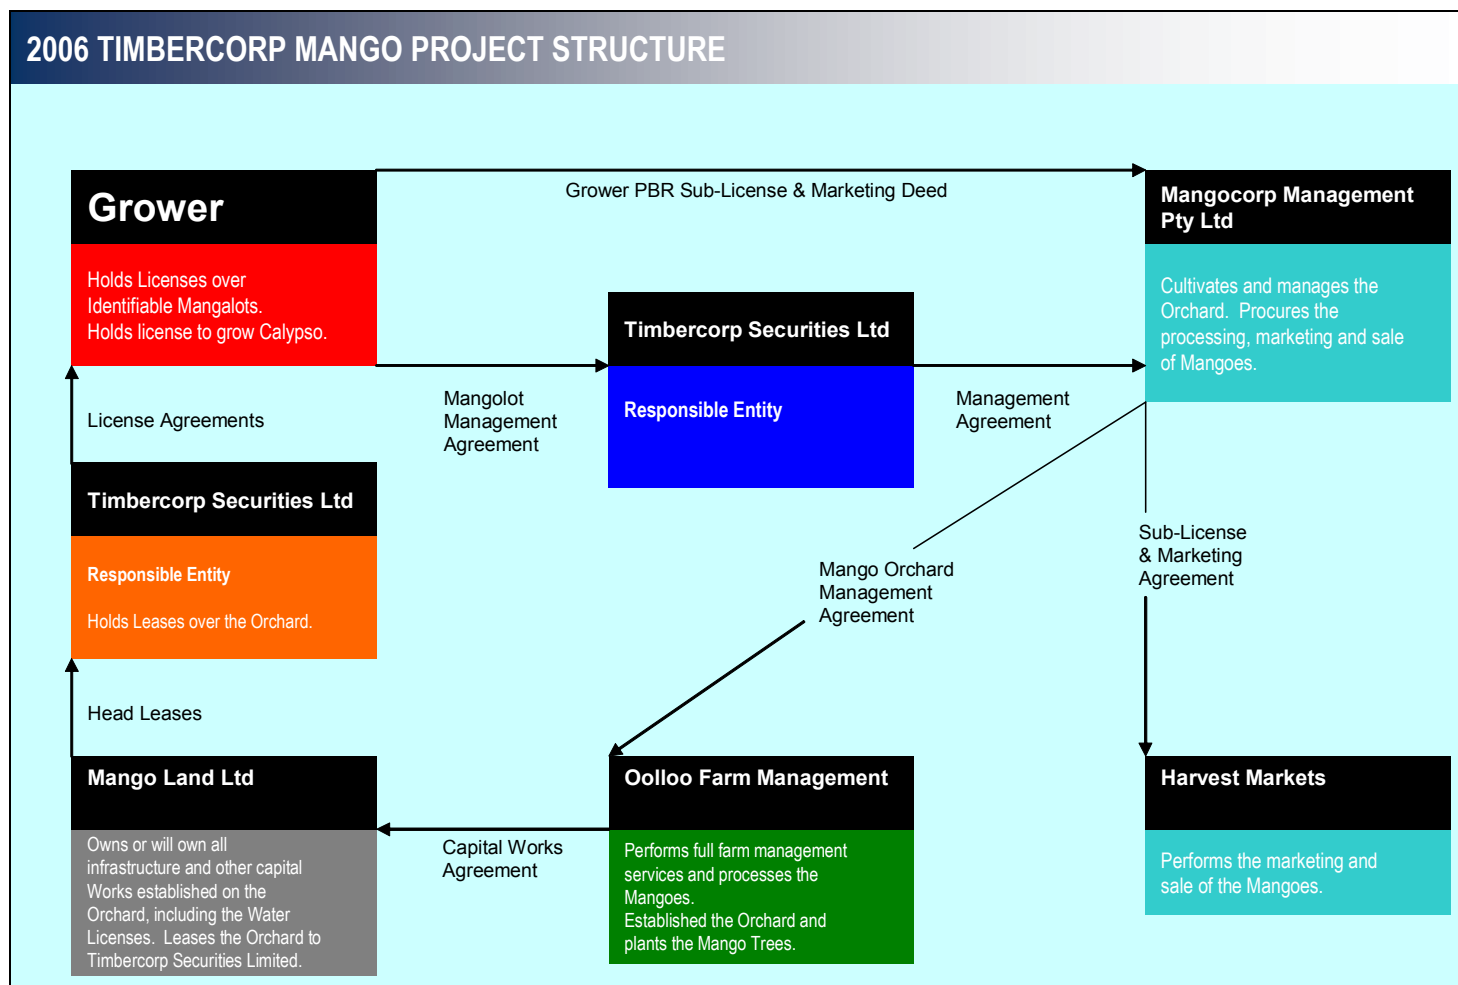 2006 TIMBERCORP MANGO PROJECT STRUCTURE
Grower
Holds Licenses over
Identifiable Mangalots.
Holds license to grow Calypso.
Grower PBR Sub-License & Marketing Deed
Mangocorp Management
Pty Ltd
Cultivates and manages the
Orchard. Procures the
processing, marketing and sale
of Mangoes.
Timbercorp Securities Ltd
Responsible Entity
Mangolot
Management
Agreement
Management
Agreement
License Agreements
Timbercorp Securities Ltd
Responsible Entity
Holds Leases over the Orchard.
Mango Orchard
Management
Agreement
Sub-License
& Marketing
Agreement
Head Leases
Mango Land Ltd
Owns or will own all
infrastructure and other capital
Works established on the
Orchard, including the Water
Licenses. Leases the Orchard to
Timbercorp Securities Limited.
Capital Works
Agreement
Oolloo Farm Management
Performs full farm management
services and processes the
Mangoes.
Established the Orchard and
plants the Mango Trees.
Harvest Markets
Performs the marketing and
sale of the Mangoes.